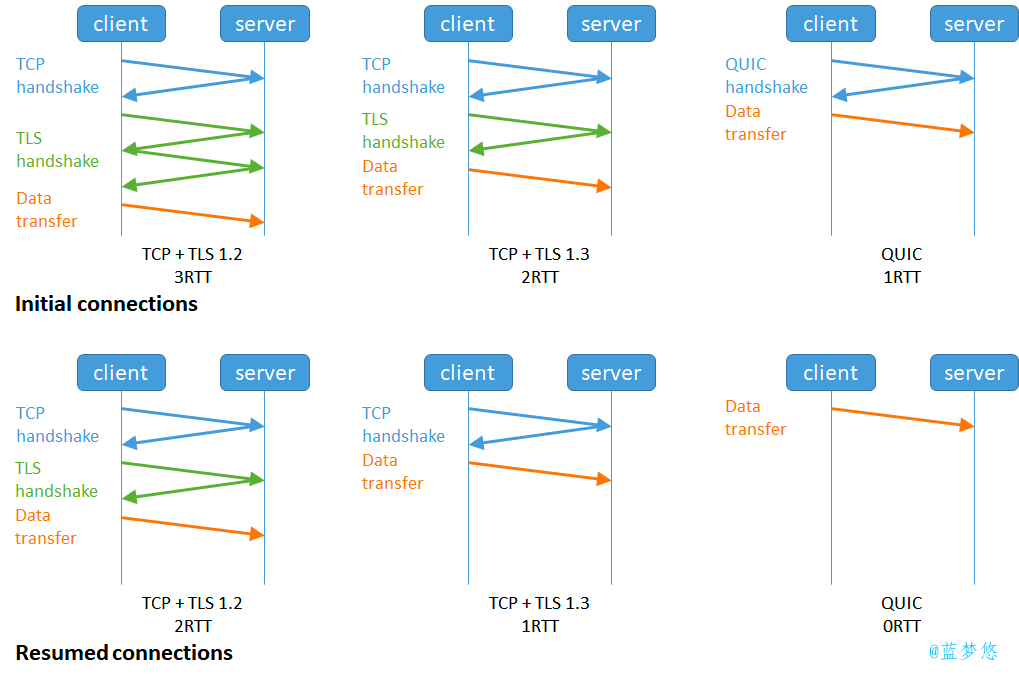 client server
TCP
handshake
TLS
handshake
Data
transfer
TCP + TLS 1.2
3RTT
client server
TCP
handshake
TLS
handshake
Data
transfer
TCP + TLS 1.3
2RTT
client server
QUIC
handshake
Data
transfer
QUIC
1RTT
Initial connections
client server
TCP
handshake
TLS
handshake
Data
transfer
TCP + TLS 1.2
2RTT
client server
TCP
handshake
Data
transfer
TCP + TLS 1.3
1RTT
client server
Data
transfer
QUIC
0RTT
Resumed connections
@蓝梦悠